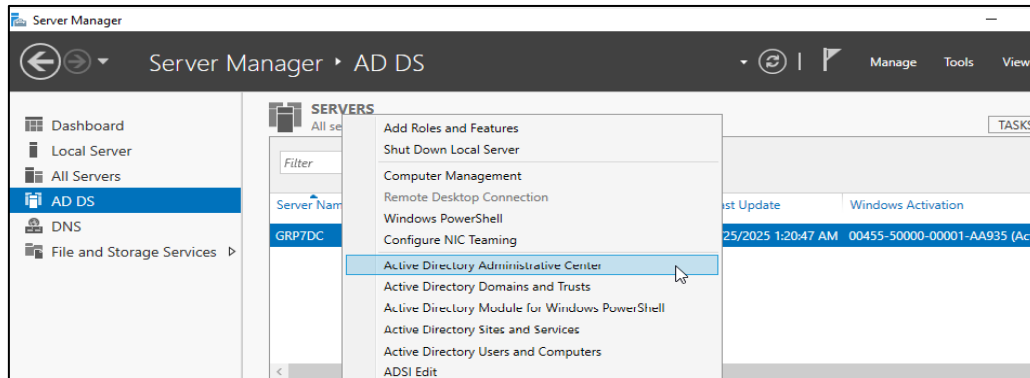 Server Manager
Server Manager ‣ AD DS
Manage Tools View
Dashboard
Local Server
All Servers
AD DS
DNS
File and Storage Services
SERVERS
All se
TASKS
Filter
Server Nam
ast Update Windows Activation
GRP7DC
25/2025 1:20:47 AM 00455-50000-00001-AA935 (Ac
Add Roles and Features
Shut Down Local Server
Computer Management
Remote Desktop Connection
Windows PowerShell
Configure NIC Teaming
Active Directory Administrative Center
Active Directory Domains and Trusts
Active Directory Module for Windows PowerShell
Active Directory Sites and Services
Active Directory Users and Computers
ADSI Edit